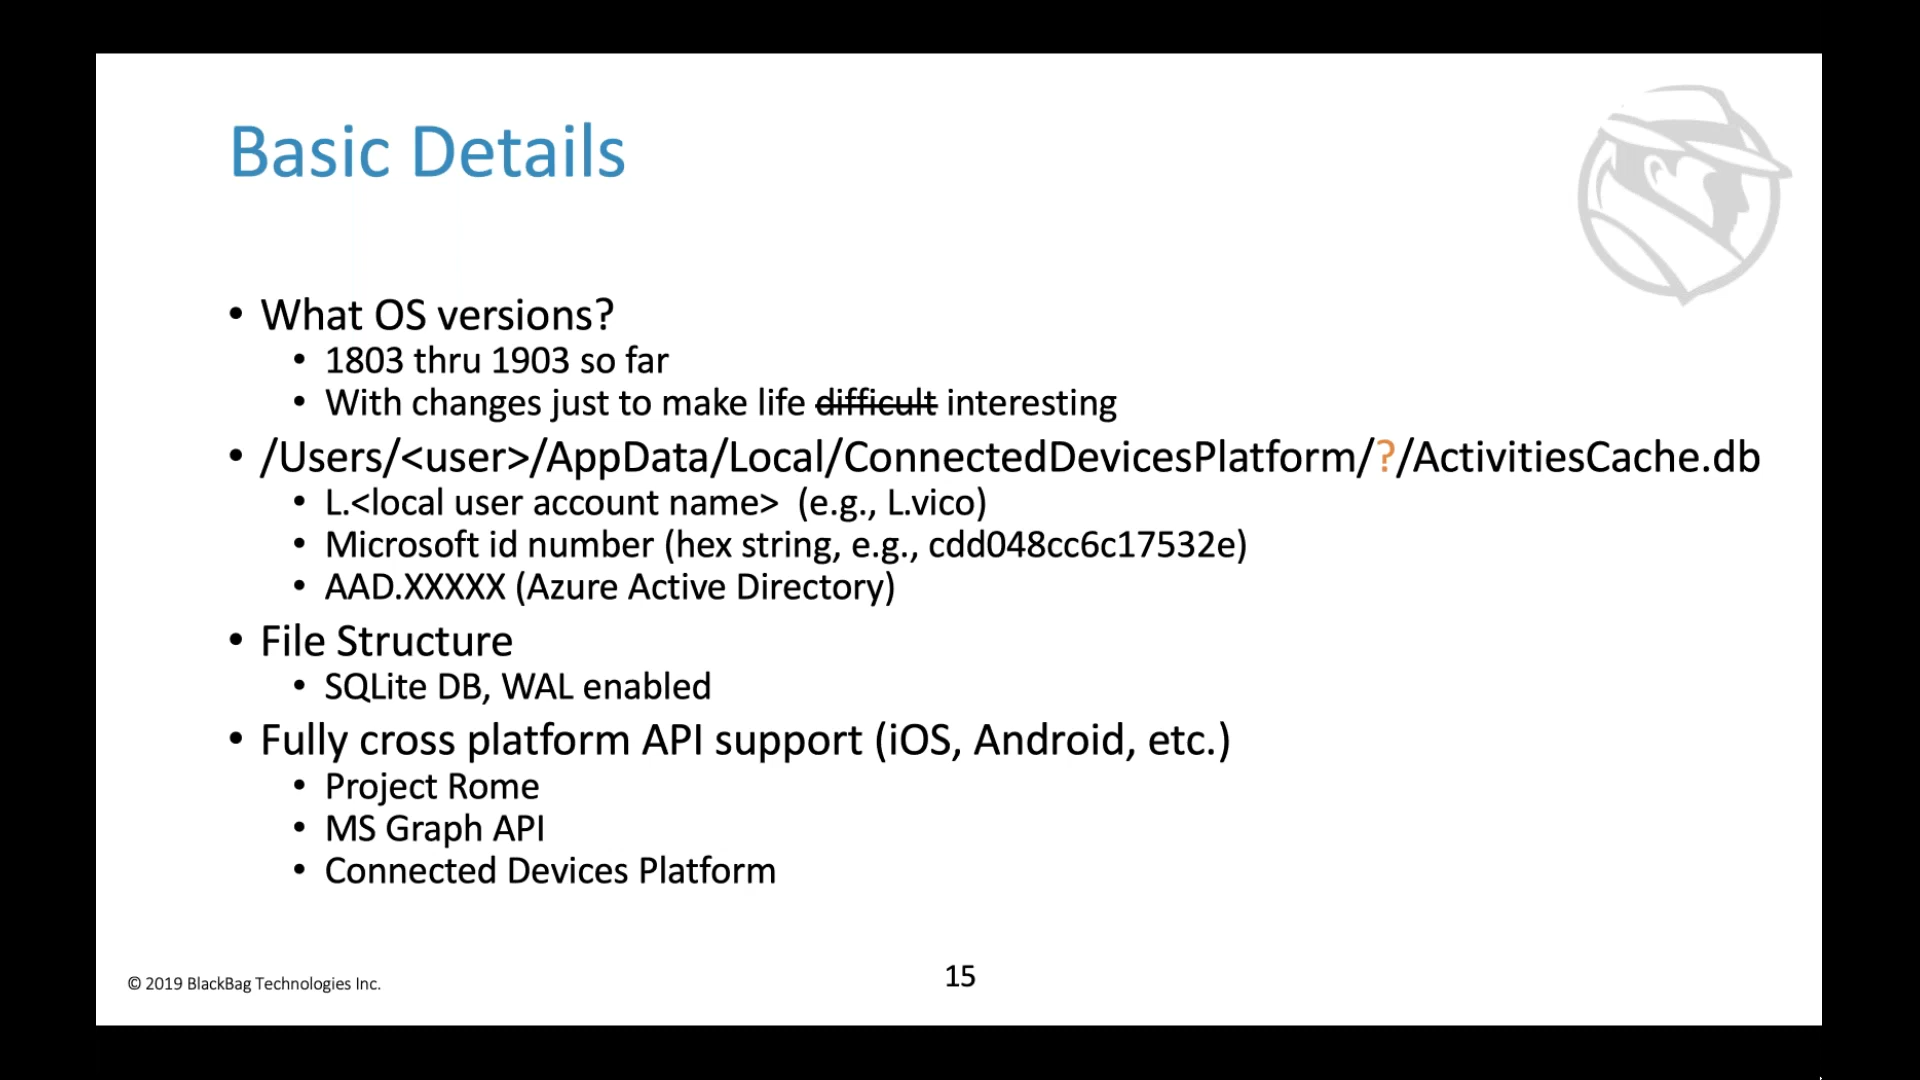 Basic Details
• What OS versions?
• 1803 thru 1903 so far
• With changes just to make life difficult interesting
• /Users/<user>/AppData/Local/ConnectedDevicesPlatform/?/ActivitiesCache.db
• L.<local user account name>  (e.g., L.vico)
• Microsoft id number (hex string, e.g., cdd048cc6c17532e)
• AAD.XXXXX (Azure Active Directory)
• File Structure
• SQLite DB, WAL enabled
• Fully cross platform API support (iOS, Android, etc.)
• Project Rome
• MS Graph API
• Connected Devices Platform
© 2019 BlackBag Technologies Inc.
15